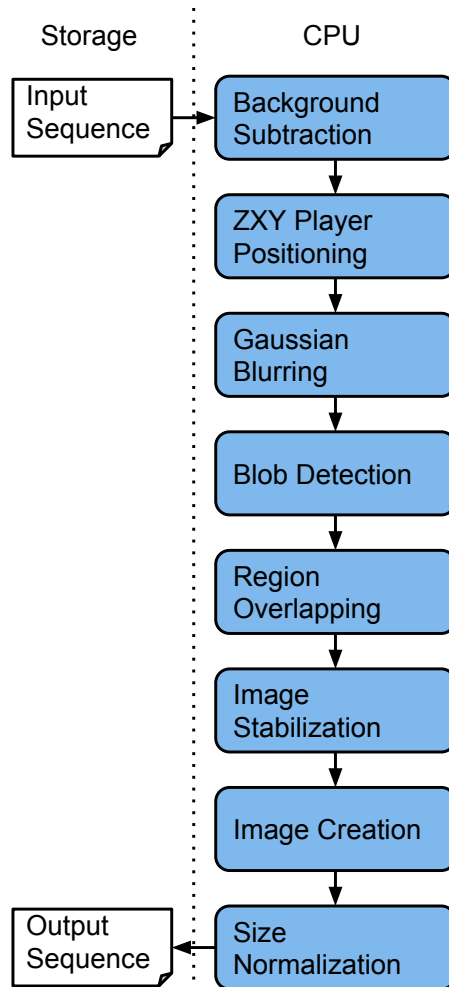 Storage
CPU
Input
Sequence
Background
Subtraction
ZXY Player
Positioning
Gaussian
Blurring
Blob Detection
Region
Overlapping
Image
Stabilization
Image Creation
Output
Sequence
Size
Normalization